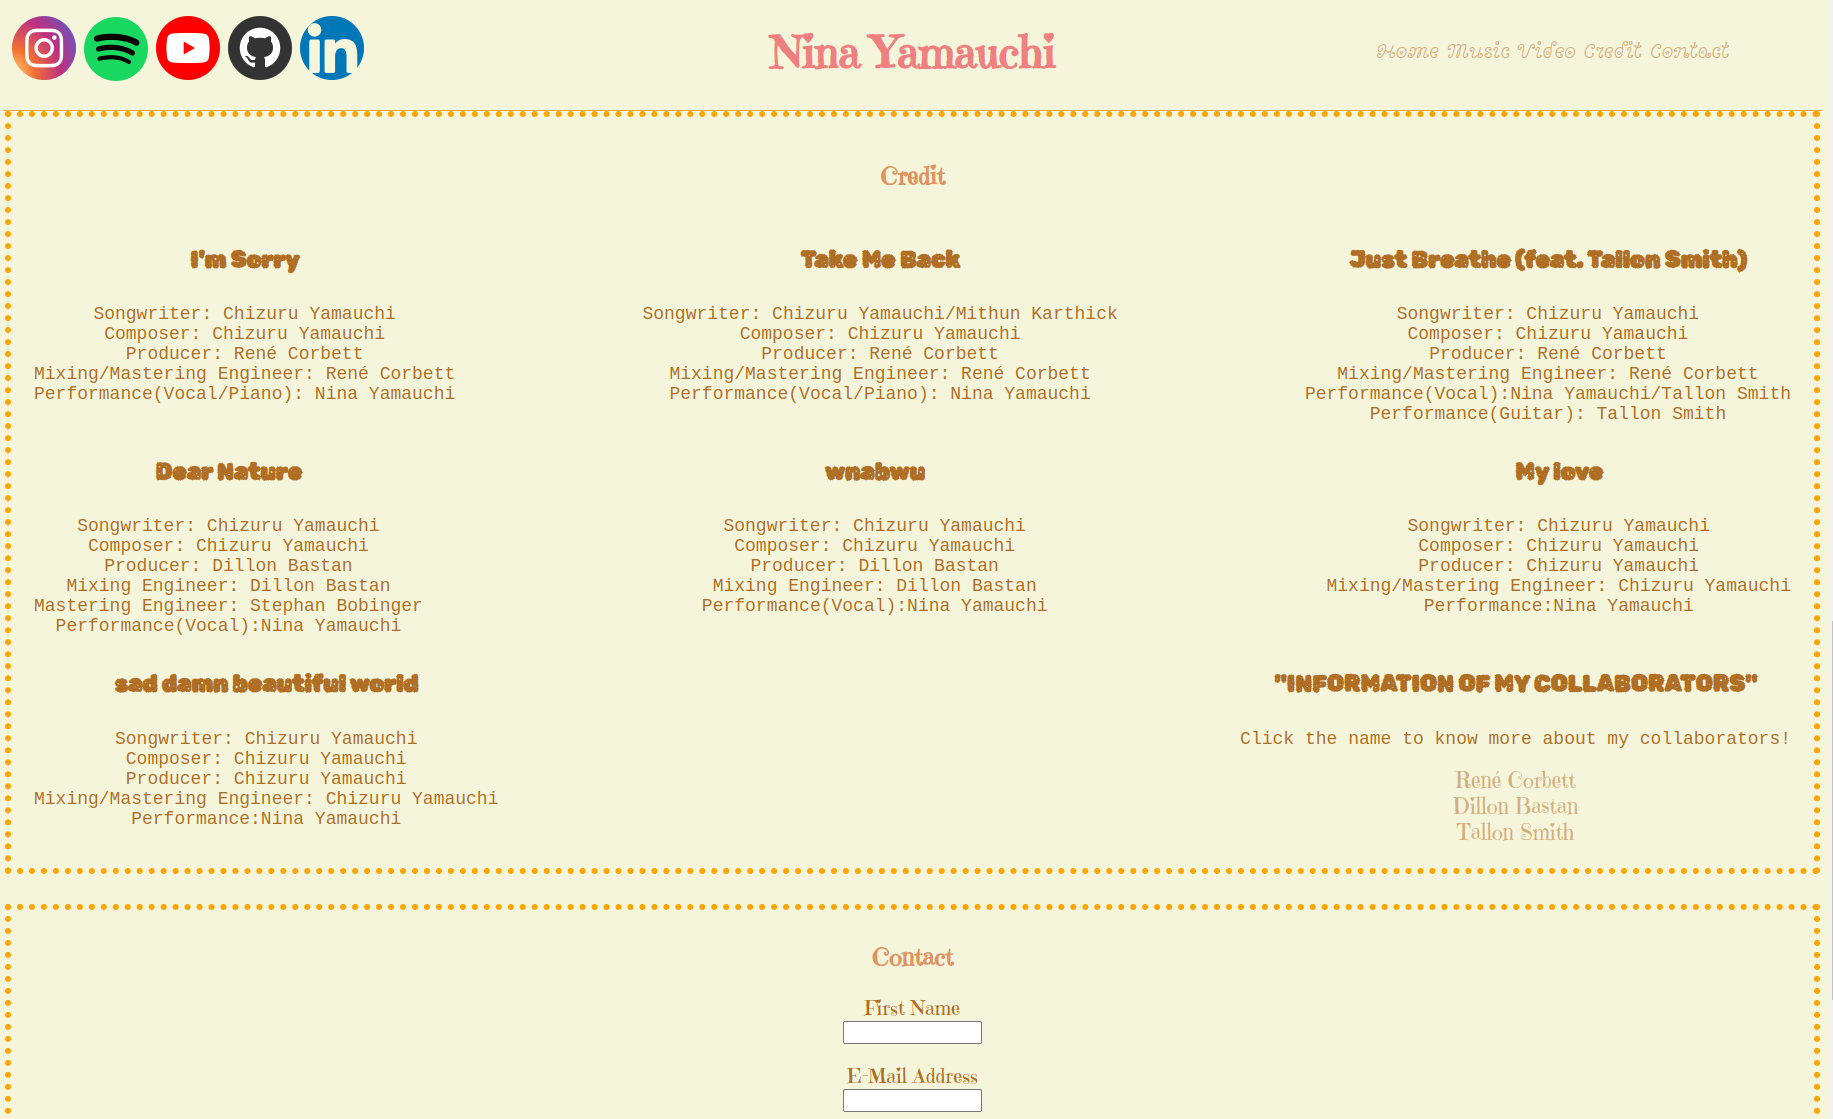 Nina Yamauchi
Home Music Video Credit Contact
Credit
I'm Sorry
Songwriter: Chizuru Yamauchi
Composer: Chizuru Yamauchi
Producer: René Corbett
Mixing/Mastering Engineer: René Corbett
Performance(Vocal/Piano): Nina Yamauchi
Take Me Back
Songwriter: Chizuru Yamauchi/Mithun Karthick
Composer: Chizuru Yamauchi
Producer: René Corbett
Mixing/Mastering Engineer: René Corbett
Performance(Vocal/Piano): Nina Yamauchi
Just Breathe (feat. Tallon Smith)
Songwriter: Chizuru Yamauchi
Composer: Chizuru Yamauchi
Producer: René Corbett
Mixing/Mastering Engineer: René Corbett
Performance(Vocal):Nina Yamauchi/Tallon Smith
Performance(Guitar): Tallon Smith
Dear Nature
Songwriter: Chizuru Yamauchi
Composer: Chizuru Yamauchi
Producer: Dillon Bastan
Mixing Engineer: Dillon Bastan
Mastering Engineer: Stephan Bobinger
Performance(Vocal):Nina Yamauchi
wnabwu
Songwriter: Chizuru Yamauchi
Composer: Chizuru Yamauchi
Producer: Dillon Bastan
Mixing Engineer: Dillon Bastan
Performance(Vocal):Nina Yamauchi
My love
Songwriter: Chizuru Yamauchi
Composer: Chizuru Yamauchi
Producer: Chizuru Yamauchi
Mixing/Mastering Engineer: Chizuru Yamauchi
Performance:Nina Yamauchi
sad damn beautiful world
Songwriter: Chizuru Yamauchi
Composer: Chizuru Yamauchi
Producer: Chizuru Yamauchi
Mixing/Mastering Engineer: Chizuru Yamauchi
Performance:Nina Yamauchi
"INFORMATION OF MY COLLABORATORS"
Click the name to know more about my collaborators!
René Corbett
Dillon Bastan
Tallon Smith
Contact
First Name
E-Mail Address